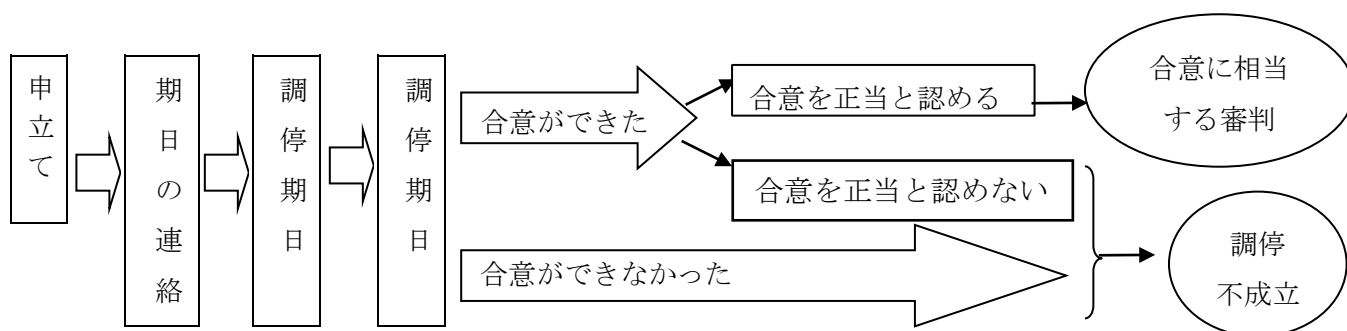 申立て
期日の連絡
調停期日
調停期日
合意ができた
合意を正当と認める
合意に相当
する審判
合意を正当と認めない
合意ができなかった
調停
不成立